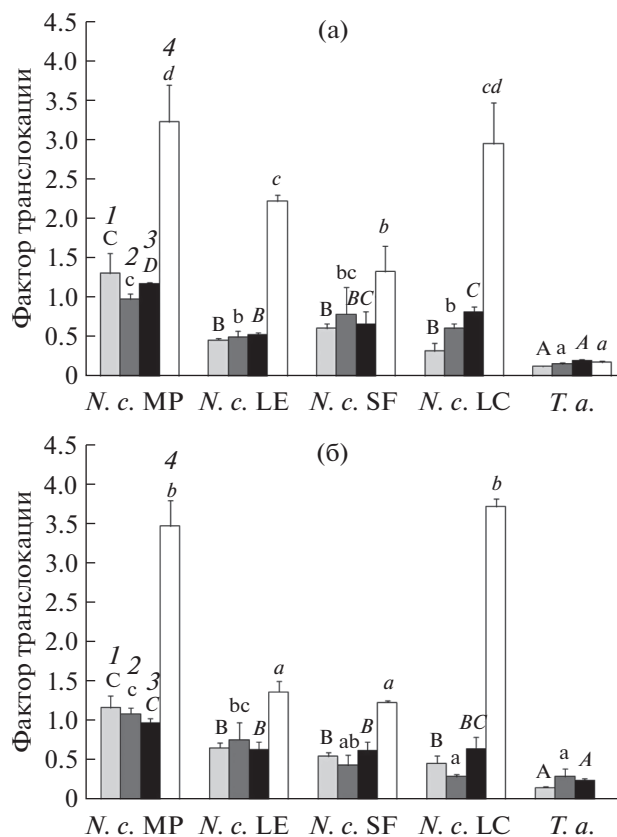 (а)
Фактор транслокации
4.5
4.0
3.5
3.0
2.5
2.0
1.5
1.0
0.5
0
1 2 3 4
C c D d
B b B c
B bc BC b
B b C cd
A a A a
N. c. MP N. c. LE N. c. SF N. c. LC T. a.
(б)
Фактор транслокации
4.5
4.0
3.5
3.0
2.5
2.0
1.5
1.0
0.5
0
1 2 3 4
C c C b
B bc B a
B ab B a
B a BC b
A a A
N. c. MP N. c. LE N. c. SF N. c. LC T. a.